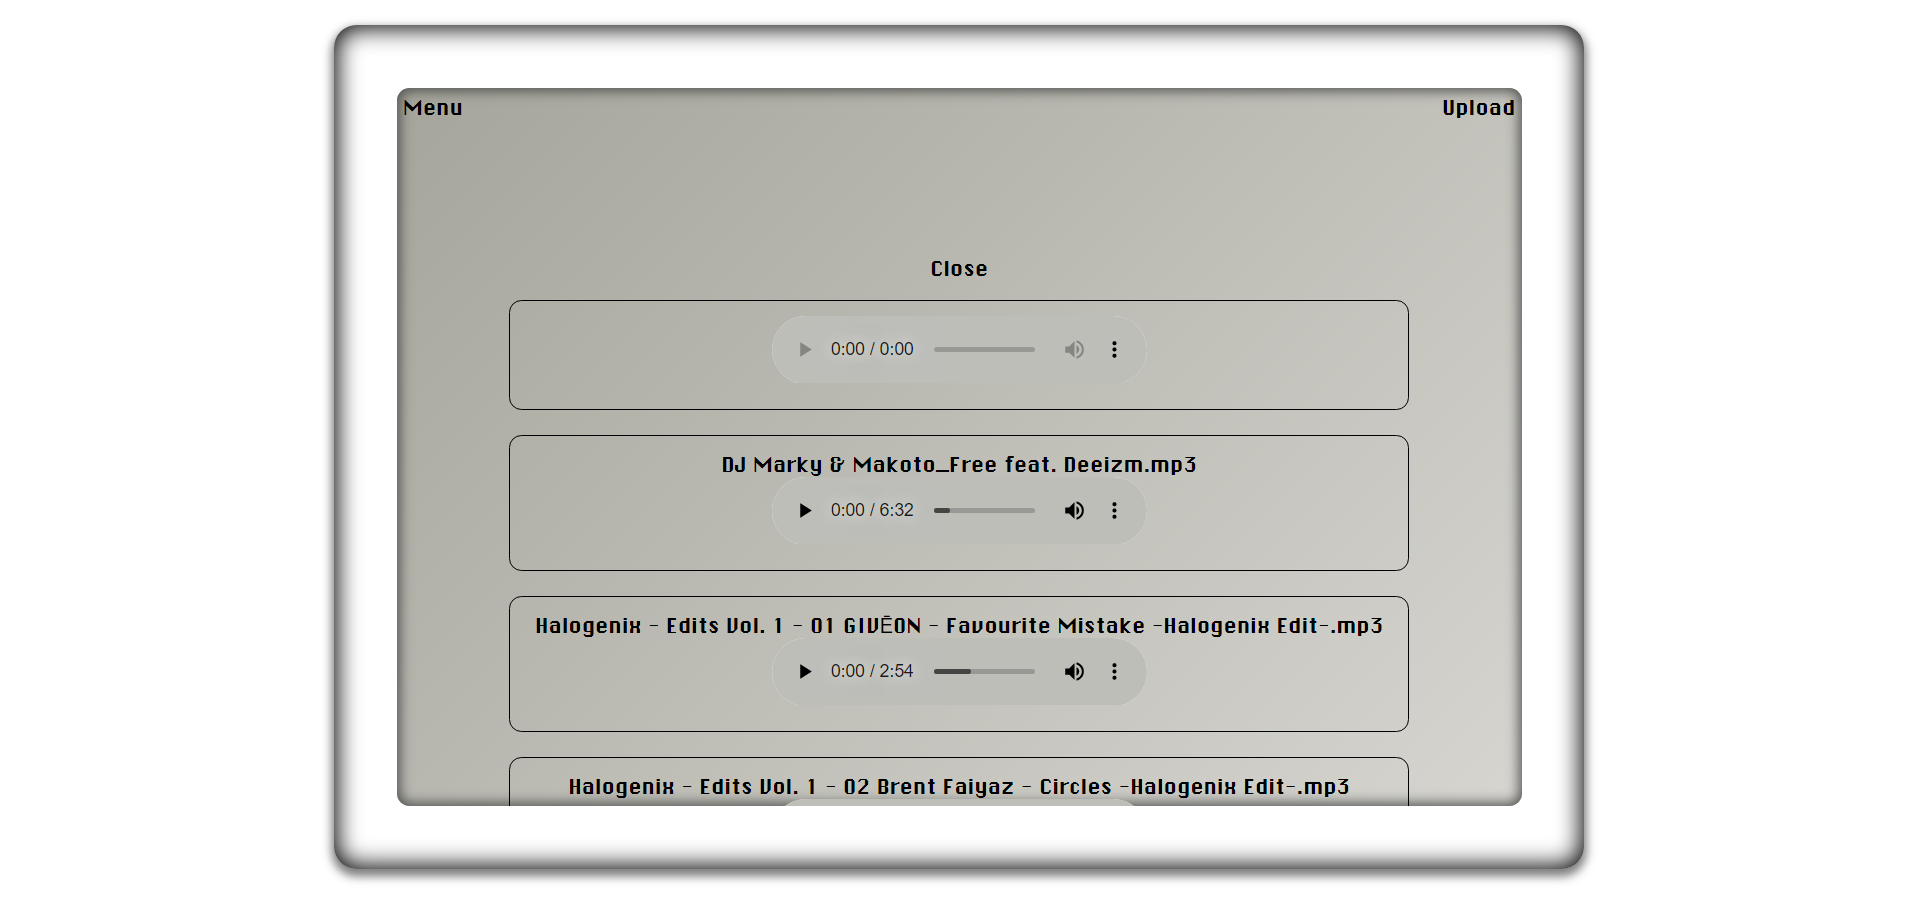 Menu
Upload
Close
0:00 / 0:00
DJ Marky & Makoto_Free feat. Deeizm.mp3
0:00 / 6:32
Halogenix - Edits Vol. 1 - 01 GIVĒON - Favourite Mistake -Halogenix Edit-.mp3
0:00 / 2:54
Halogenix - Edits Vol. 1 - 02 Brent Faiyaz - Circles -Halogenix Edit-.mp3